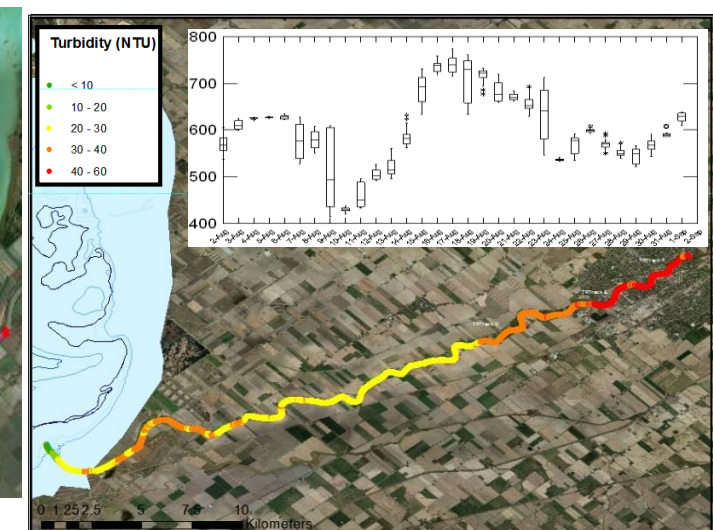 Turbidity (NTU)
< 10
10 - 20
20 - 30
30 - 40
40 - 60
800
700
600
500
400
2-Aug
3-Aug
4-Aug
5-Aug
6-Aug
7-Aug
8-Aug
9-Aug
10-Aug
11-Aug
12-Aug
13-Aug
14-Aug
15-Aug
16-Aug
17-Aug
18-Aug
19-Aug
20-Aug
21-Aug
22-Aug
23-Aug
24-Aug
25-Aug
26-Aug
27-Aug
28-Aug
29-Aug
30-Aug
31-Aug
1-Sep
2-Sep
0 1.25 2.5 5 7.5 10
Kilometers